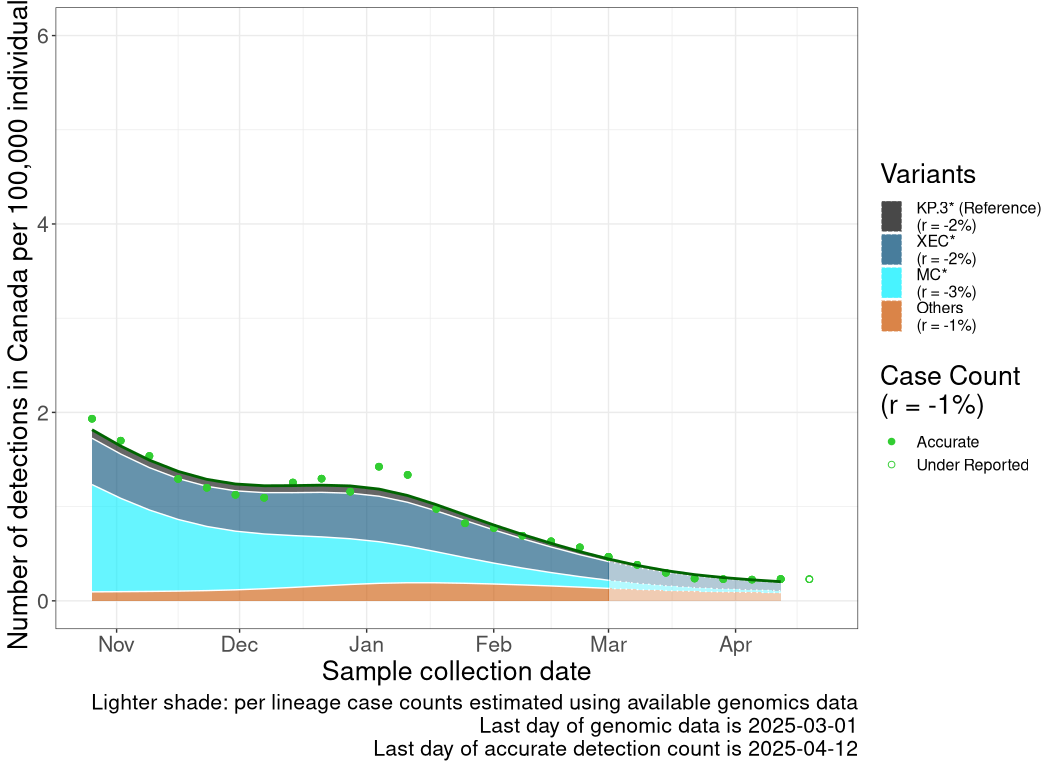 Number of detections in Canada per 100,000 individual
6
4
2
0
Nov Dec Jan Feb Mar Apr
Sample collection date
Lighter shade: per lineage case counts estimated using available genomics data
Last day of genomic data is 2025-03-01
Last day of accurate detection count is 2025-04-12
Variants
KP.3* (Reference)
(r = -2%)
XEC*
(r = -2%)
MC*
(r = -3%)
Others
(r = -1%)
Case Count
(r = -1%)
Accurate
Under Reported